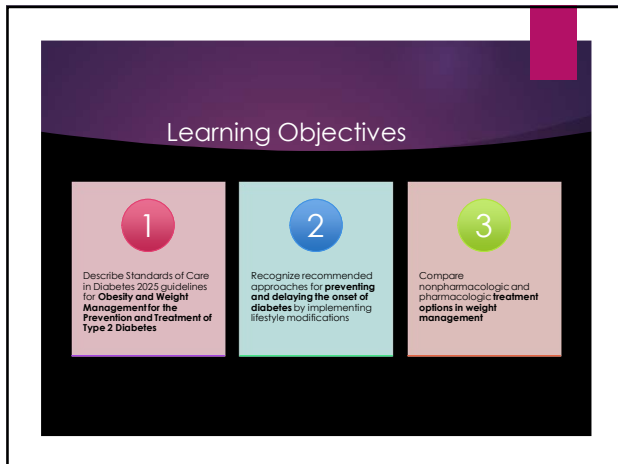 Learning Objectives
1
Describe Standards of Care
in Diabetes 2025 guidelines
for Obesity and Weight
Management for the
Prevention and Treatment of
Type 2 Diabetes
2
Recognize recommended
approaches for preventing
and delaying the onset of
diabetes by implementing
lifestyle modifications
3
Compare
nonpharmacologic and
pharmacologic treatment
options in weight
management